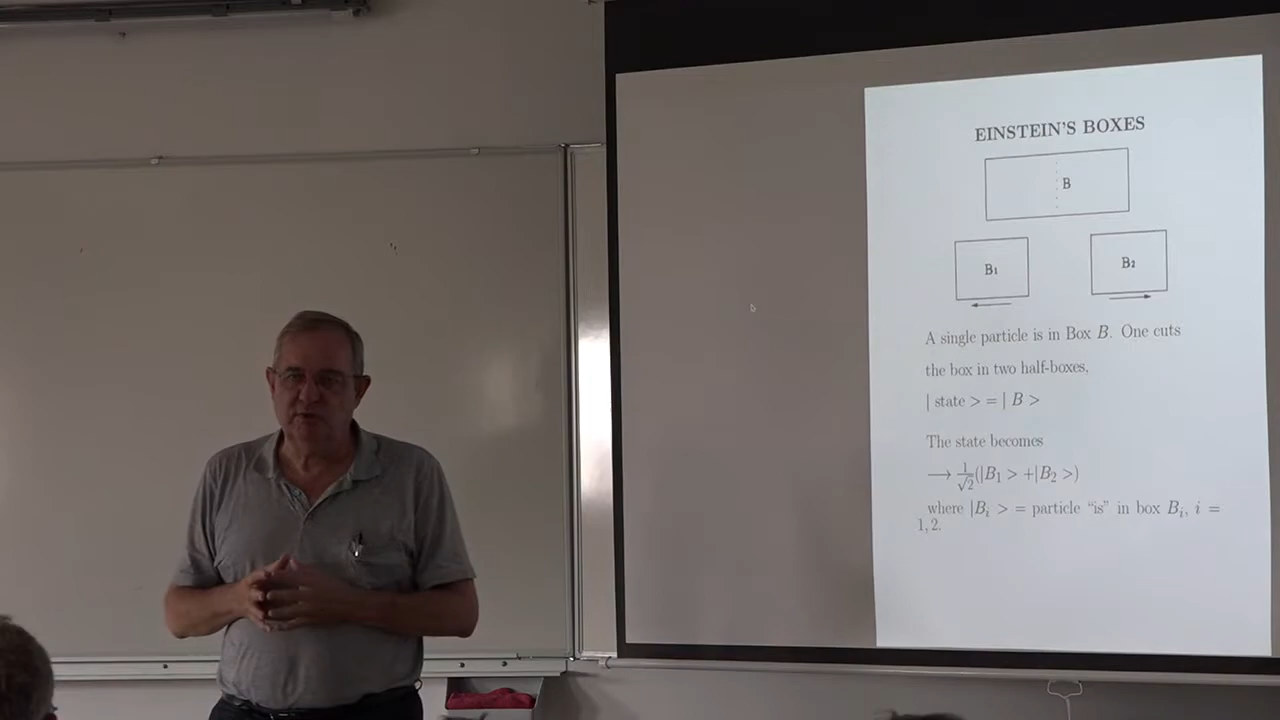 EINSTEIN'S BOXES
B
B₁ B₂
A single particle is in Box B. One cuts
the box in two half-boxes,
| state > = | B >
The state becomes
⟶ 1/√2 (|B₁ > +|B₂ >)
where |Bᵢ > = particle “is” in box Bᵢ, i =
1, 2.